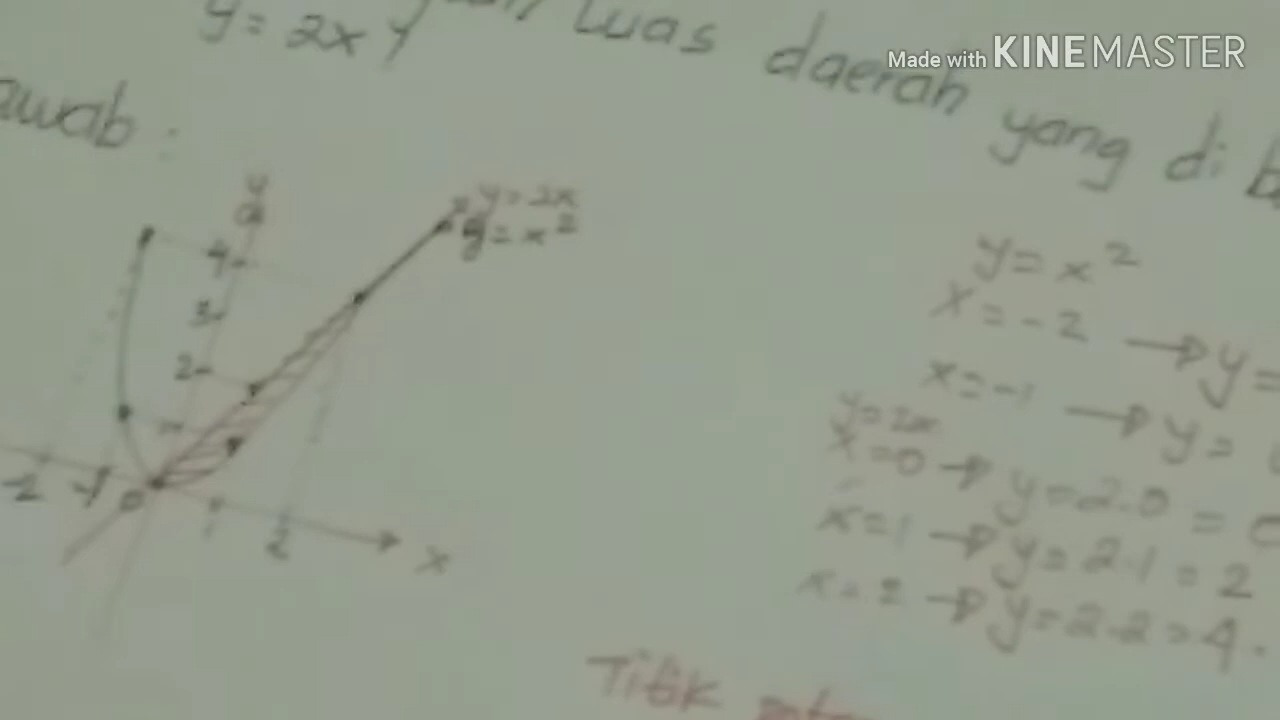 Made with KINEMASTER
y = 2x luas daerah yang di
y
4
3
2
-2 -1 0 1 2 x
y = 2x
y = x²
y = x²
x = -2 → y =
x = -1 → y =
y = 2x
x = 0 → y = 2.0 = 0
x = 1 → y = 2.1 = 2
x = 2 → y = 2.2 = 4.
Titik